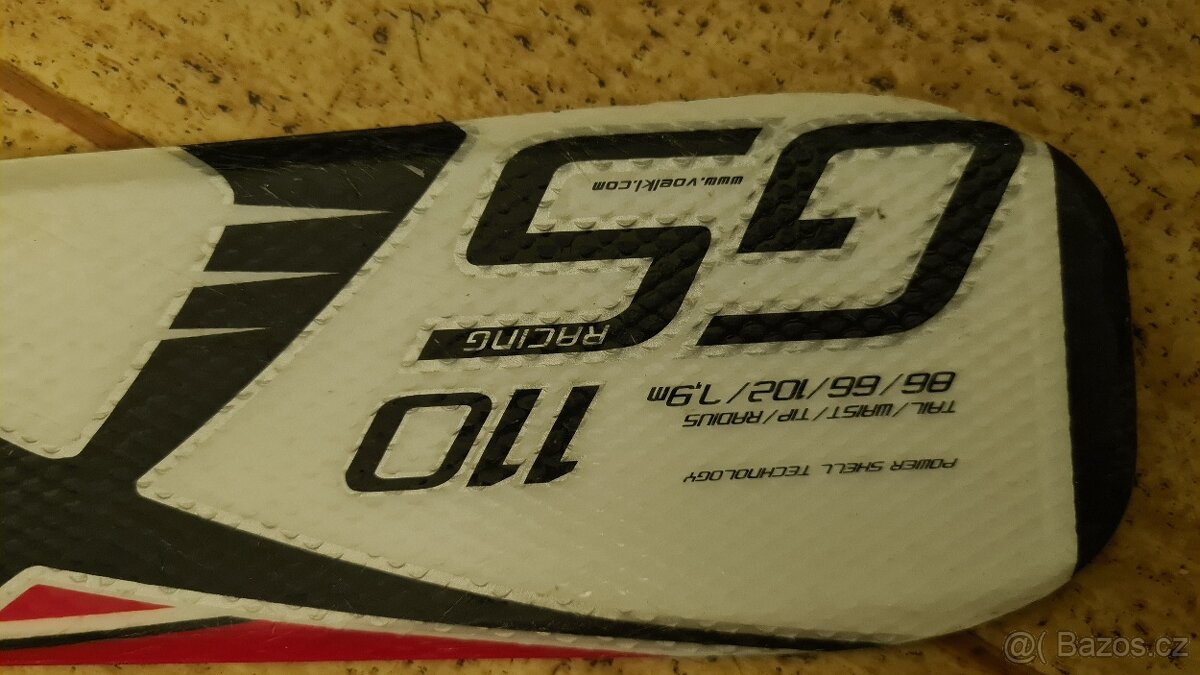 POWER SHELL TECHNOLOGY
TAIL / WAIST / TIP / RADIUS
86 / 66 / 102 / 7,9m
110
RACING
GS
www.voelkl.com
@( Bazoš.cz